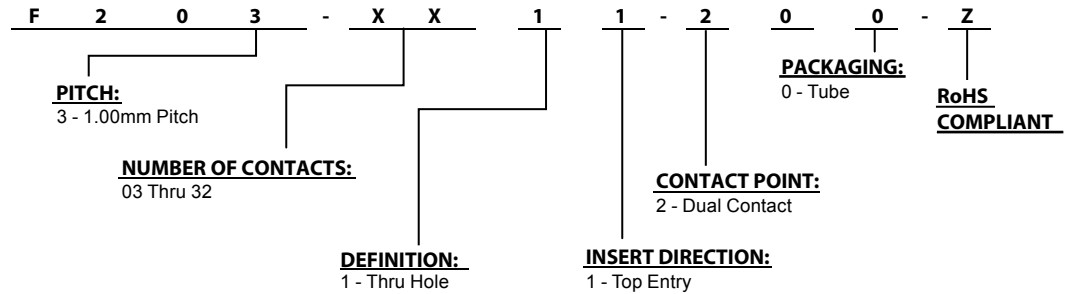 F 2 0 3 - X X 1 1 - 2 0 0 - Z
PITCH:
3 - 1.00mm Pitch
NUMBER OF CONTACTS:
03 Thru 32
DEFINITION:
1 - Thru Hole
INSERT DIRECTION:
1 - Top Entry
CONTACT POINT:
2 - Dual Contact
PACKAGING:
0 - Tube
RoHS
COMPLIANT